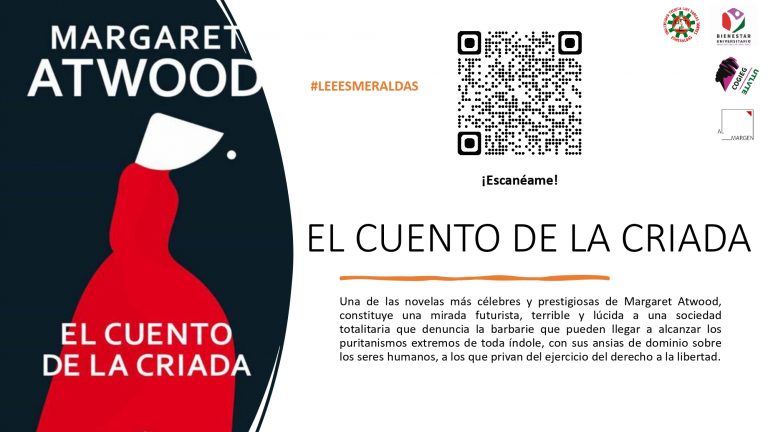 MARGARET
ATWOOD
EL CUENTO
DE LA CRIADA
#LEEESMERALDAS
¡Escanéame!
BIENESTAR
UNIVERSITARIO
COGIEG
UTLVTE
AL
MARGEN
EL CUENTO DE LA CRIADA
Una de las novelas más célebres y prestigiosas de Margaret Atwood,
constituye una mirada futurista, terrible y lúcida a una sociedad
totalitaria que denuncia la barbarie que pueden llegar a alcanzar los
puritanismos extremos de toda índole, con sus ansias de dominio sobre
los seres humanos, a los que privan del ejercicio del derecho a la libertad.